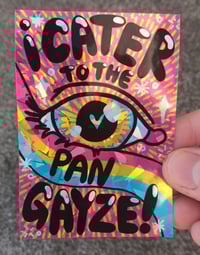 I CATER
TO THE
PAN
GAYZE!